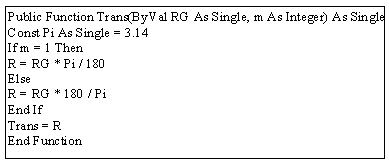 Public Function Trans(ByVal RG As Single, m As Integer) As Single
Const Pi As Single = 3.14
If m = 1 Then
R = RG * Pi / 180
Else
R = RG * 180 / Pi
End If
Trans = R
End Function